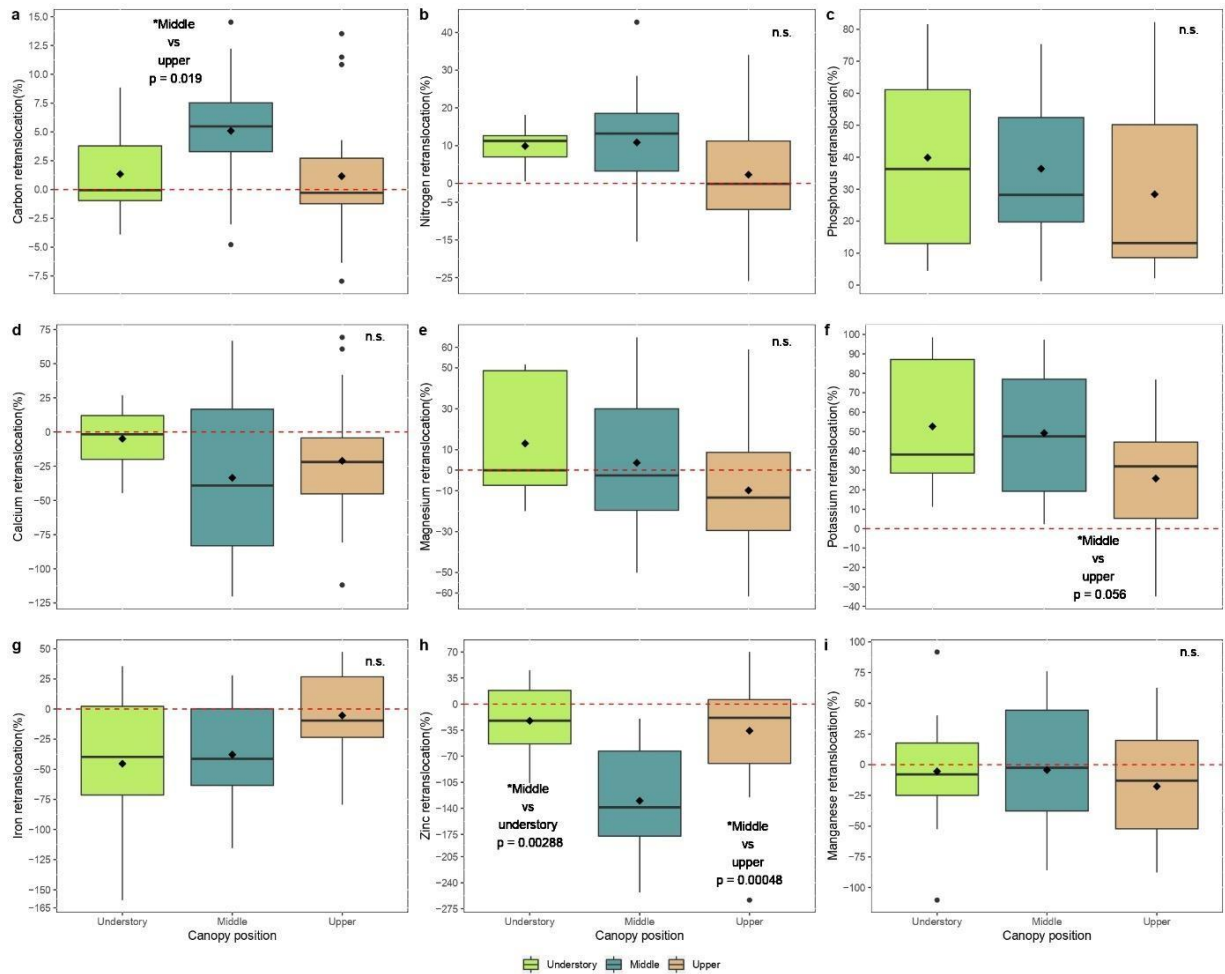 a
Carbon retranslocation(%)
15.0
12.5
10.0
7.5
5.0
2.5
0.0
−2.5
−5.0
−7.5
*Middle
vs
upper
p = 0.019
b
Nitrogen retranslocation(%)
40
30
20
10
0
−5
−15
−25
n.s.
c
Phosphorus retranslocation(%)
80
70
60
50
40
30
20
10
0
n.s.
d
Calcium retranslocation(%)
75
50
25
0
−25
−50
−75
−100
−125
n.s.
e
Magnesium retranslocation(%)
60
50
30
10
0
−10
−30
−50
−60
n.s.
f
Potassium retranslocation(%)
100
90
80
70
60
50
40
30
20
10
0
−10
−20
−30
−40
*Middle
vs
upper
p = 0.056
g
Iron retranslocation(%)
50
25
0
−25
−50
−75
−100
−125
−150
−165
n.s.
Understory
Middle
Upper
Canopy position
h
Zinc retranslocation(%)
70
35
0
−35
−70
−105
−140
−175
−205
−240
−275
*Middle
vs
understory
p = 0.00288
*Middle
vs
upper
p = 0.00048
Understory
Middle
Upper
Canopy position
i
Manganese retranslocation(%)
100
75
50
25
0
−25
−50
−75
−100
n.s.
Understory
Middle
Upper
Canopy position
Understory Middle Upper